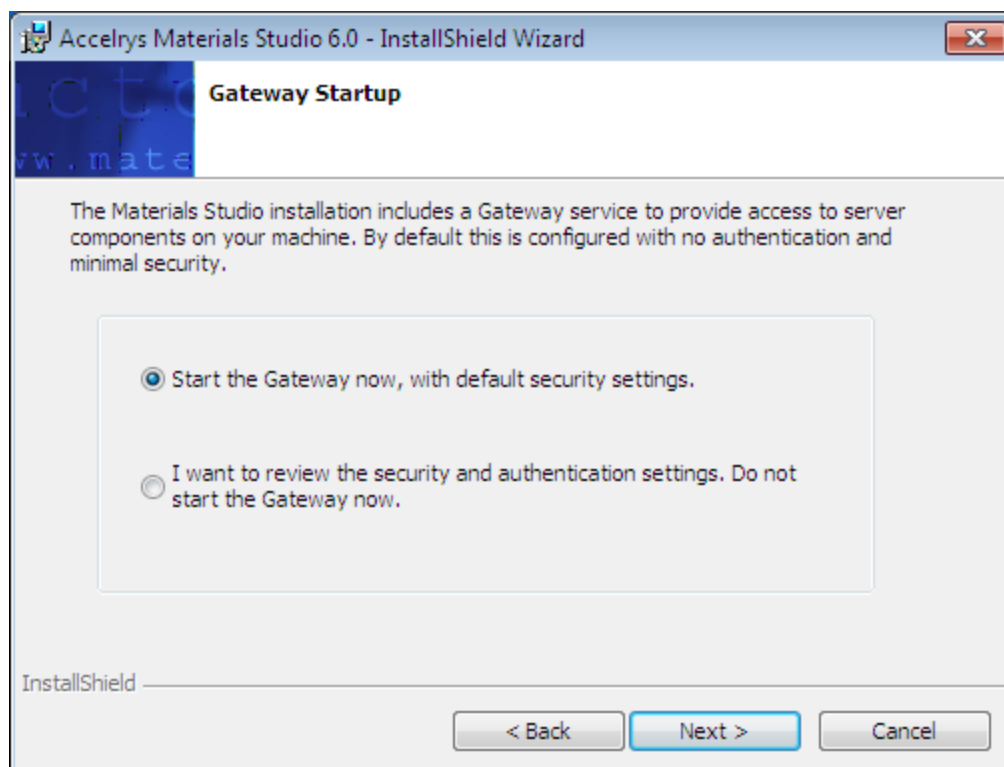 Accelrys Materials Studio 6.0 - InstallShield Wizard
Gateway Startup
www.mate
The Materials Studio installation includes a Gateway service to provide access to server
components on your machine. By default this is configured with no authentication and
minimal security.
Start the Gateway now, with default security settings.
I want to review the security and authentication settings. Do not
start the Gateway now.
InstallShield
< Back
Next >
Cancel